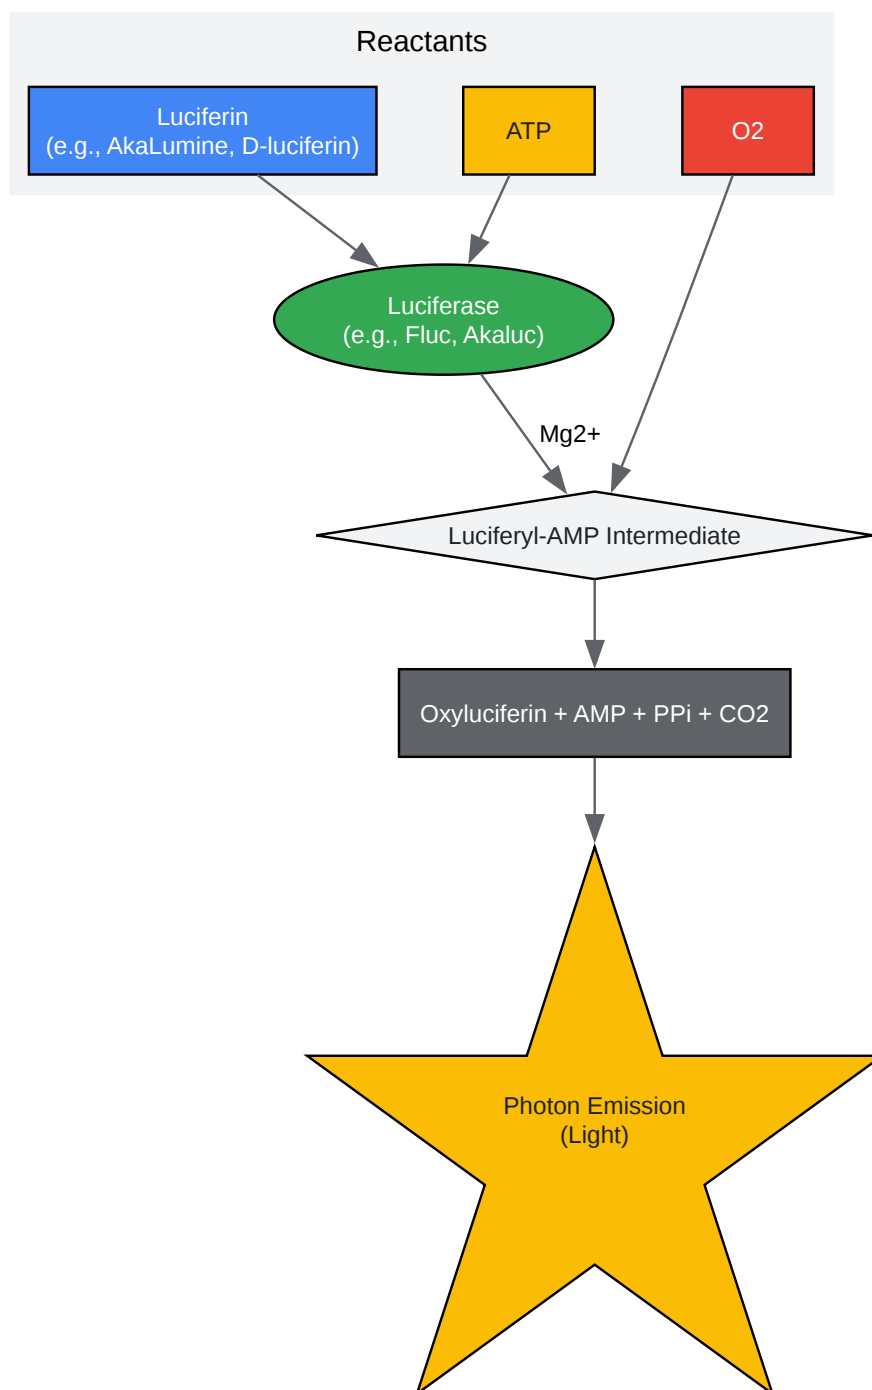 Reactants
Luciferin
(e.g., AkaLumine, D-luciferin)
ATP
O2
Luciferase
(e.g., Fluc, Akaluc)
Mg2+
Luciferyl-AMP Intermediate
Oxyluciferin + AMP + PPi + CO2
Photon Emission
(Light)